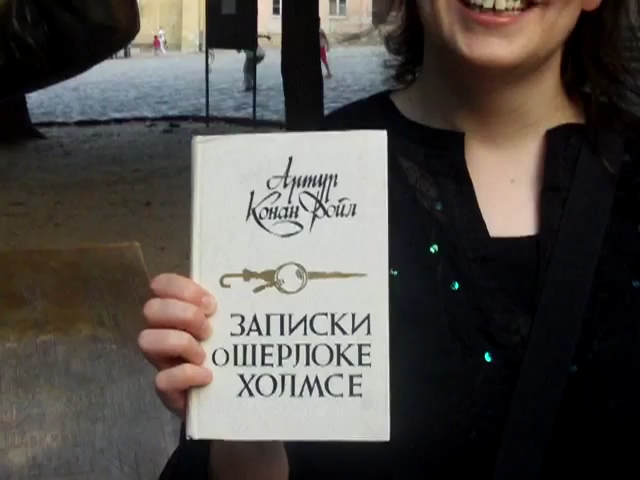 Артур
Конан Дойл
ЗАПИСКИ
о ШЕРЛОКЕ
ХОЛМСЕ